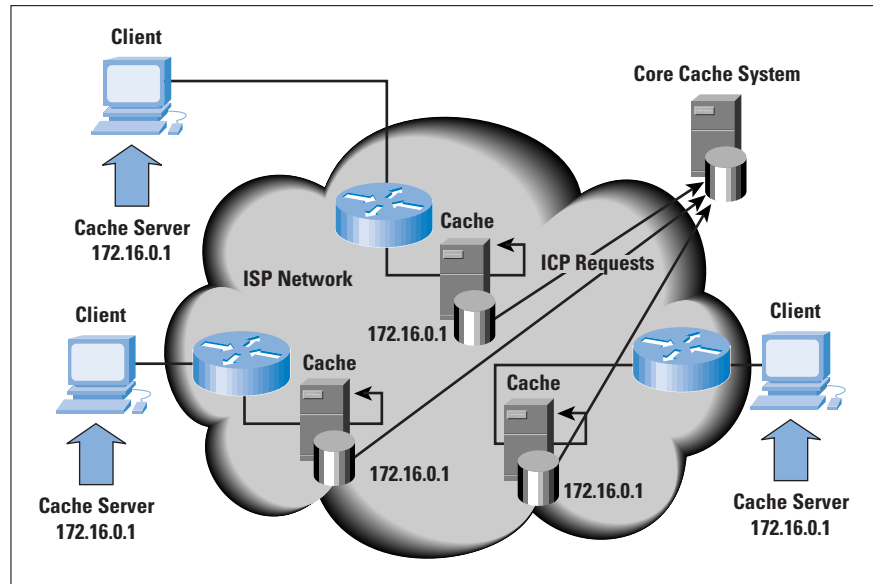 Client
Core Cache System
Cache Server
172.16.0.1
Cache
ISP Network
ICP Requests
172.16.0.1
Client
Client
Cache
Cache
172.16.0.1
172.16.0.1
Cache Server
172.16.0.1
Cache Server
172.16.0.1